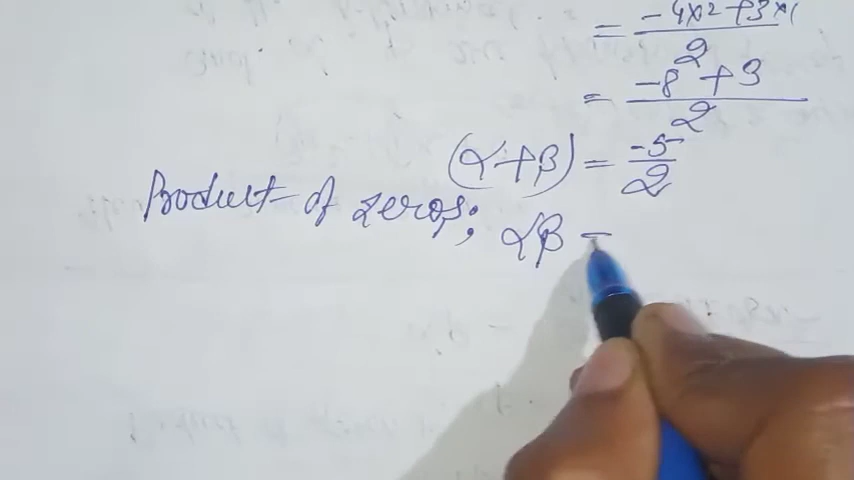 = -4×2 +3×1 / 2
= -8 +3 / 2
(α+β) = -5/2
Product of zeros; αβ =